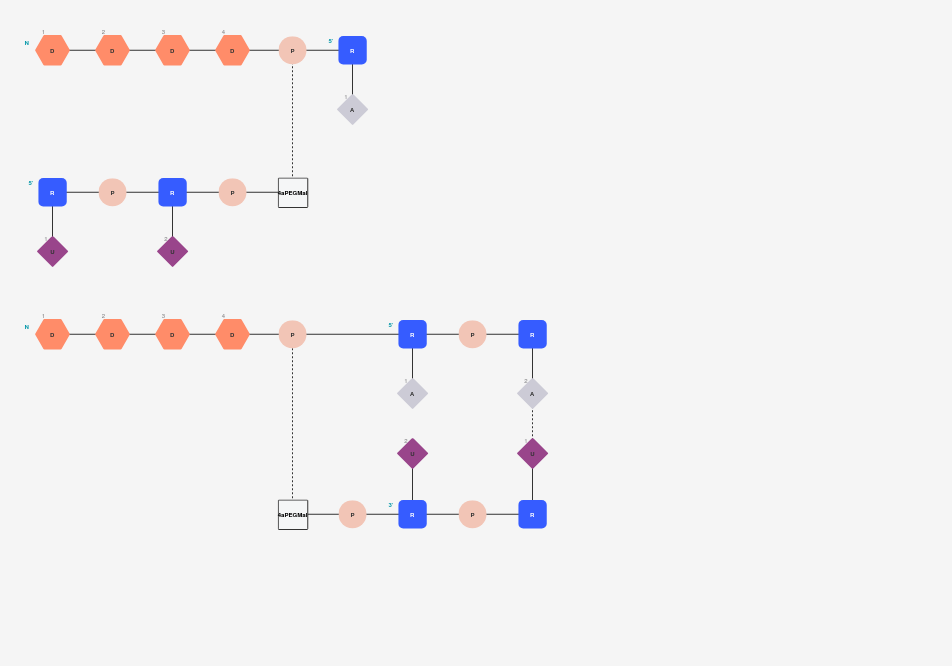 1 2 3 4
N D D D D P 5' R
1
A
5' R P R P 4aPEGMal
1 2
U U
1 2 3 4
N D D D D P 5' R P R
1 2
A A
2 1
U U
4aPEGMal P 3' R P R